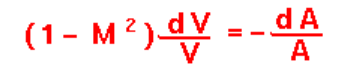 (1 - M²) dV/V = - dA/A